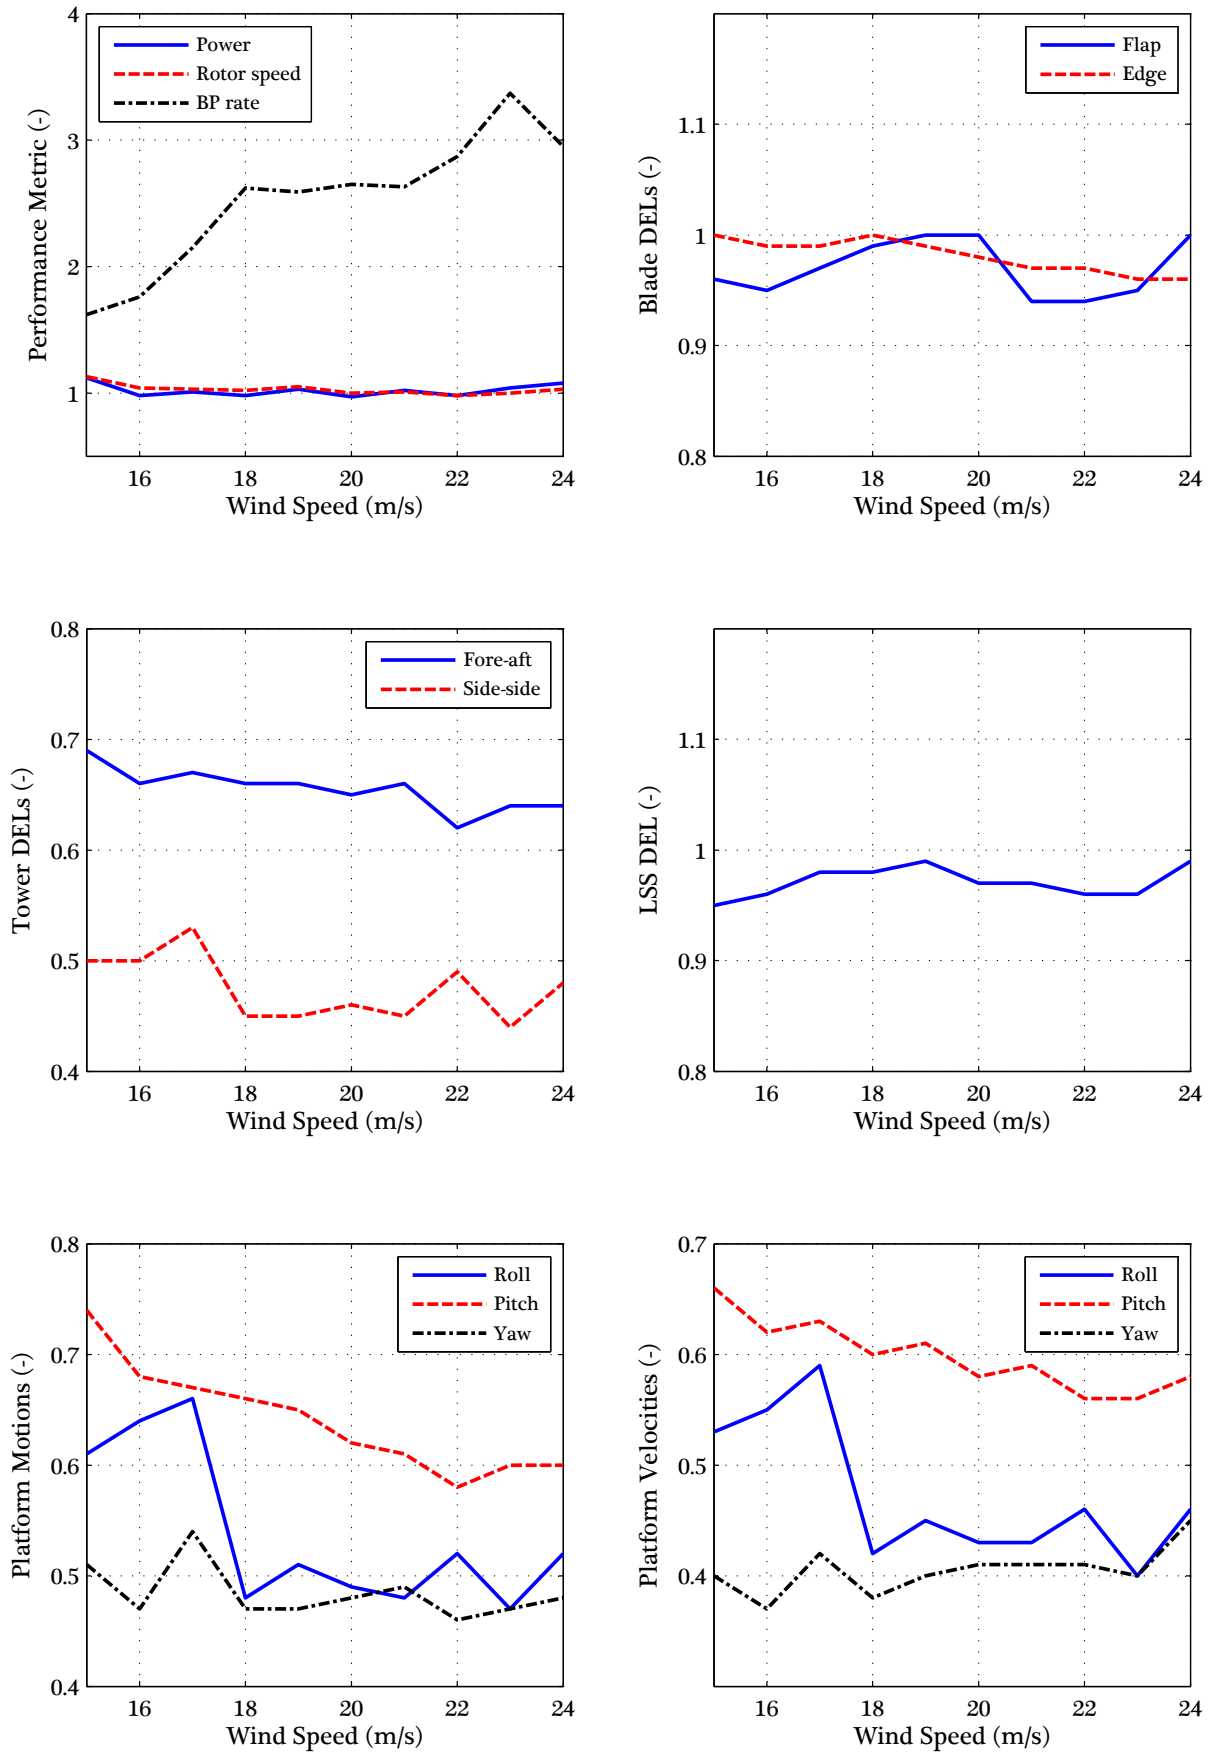 4
3
2
1
Performance Metric (-)
Power
Rotor speed
BP rate
16 18 20 22 24
Wind Speed (m/s)
1.1
1
0.9
0.8
Blade DELs (-)
Flap
Edge
16 18 20 22 24
Wind Speed (m/s)
0.8
0.7
0.6
0.5
0.4
Tower DELs (-)
Fore-aft
Side-side
16 18 20 22 24
Wind Speed (m/s)
1.1
1
0.9
0.8
LSS DEL (-)
16 18 20 22 24
Wind Speed (m/s)
0.8
0.7
0.6
0.5
0.4
Platform Motions (-)
Roll
Pitch
Yaw
16 18 20 22 24
Wind Speed (m/s)
0.7
0.6
0.5
0.4
Platform Velocities (-)
Roll
Pitch
Yaw
16 18 20 22 24
Wind Speed (m/s)